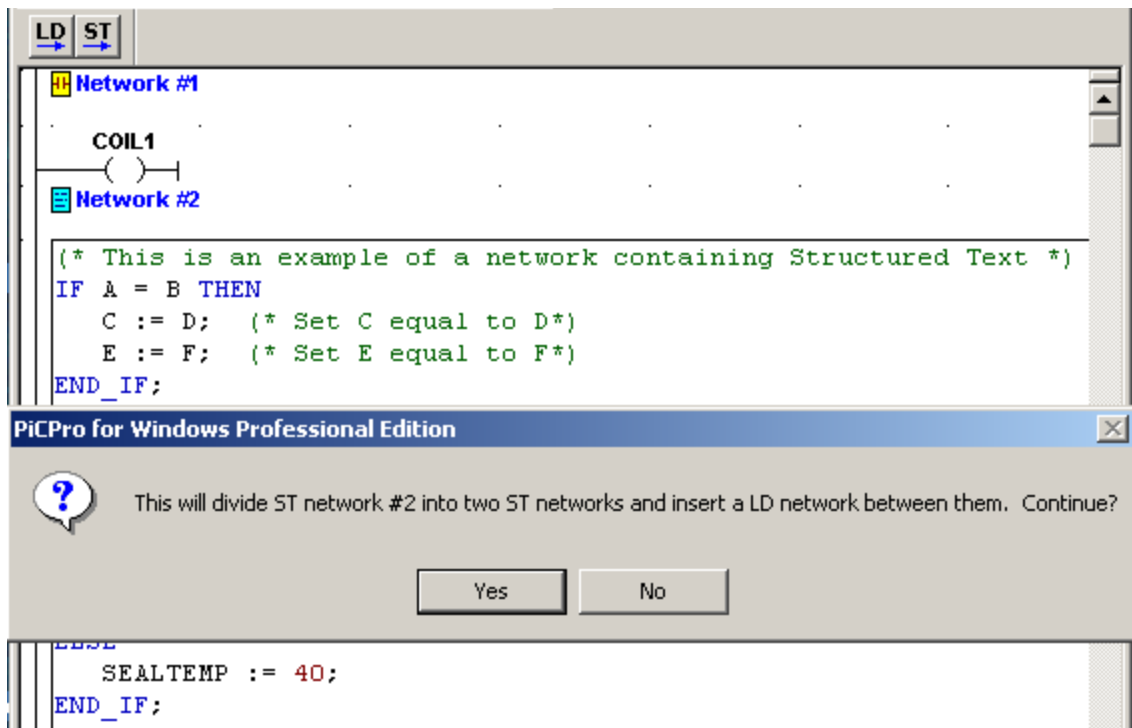 LD ST
Network #1
COIL1
Network #2
(* This is an example of a network containing Structured Text *)
IF A = B THEN
C := D; (* Set C equal to D*)
E := F; (* Set E equal to F*)
END_IF;
PiCPro for Windows Professional Edition
This will divide ST network #2 into two ST networks and insert a LD network between them. Continue?
Yes No
ELSE
SEALTEMP := 40;
END_IF;